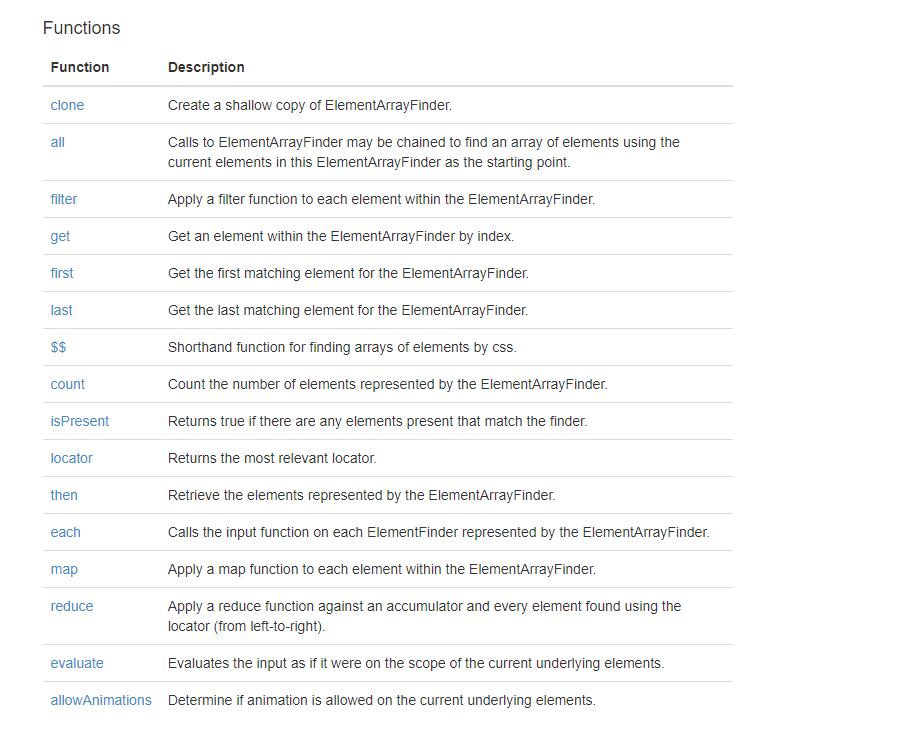 Functions
Function Description
clone Create a shallow copy of ElementArrayFinder.
all Calls to ElementArrayFinder may be chained to find an array of elements using the
current elements in this ElementArrayFinder as the starting point.
filter Apply a filter function to each element within the ElementArrayFinder.
get Get an element within the ElementArrayFinder by index.
first Get the first matching element for the ElementArrayFinder.
last Get the last matching element for the ElementArrayFinder.
$$ Shorthand function for finding arrays of elements by css.
count Count the number of elements represented by the ElementArrayFinder.
isPresent Returns true if there are any elements present that match the finder.
locator Returns the most relevant locator.
then Retrieve the elements represented by the ElementArrayFinder.
each Calls the input function on each ElementFinder represented by the ElementArrayFinder.
map Apply a map function to each element within the ElementArrayFinder.
reduce Apply a reduce function against an accumulator and every element found using the
locator (from left-to-right).
evaluate Evaluates the input as if it were on the scope of the current underlying elements.
allowAnimations Determine if animation is allowed on the current underlying elements.